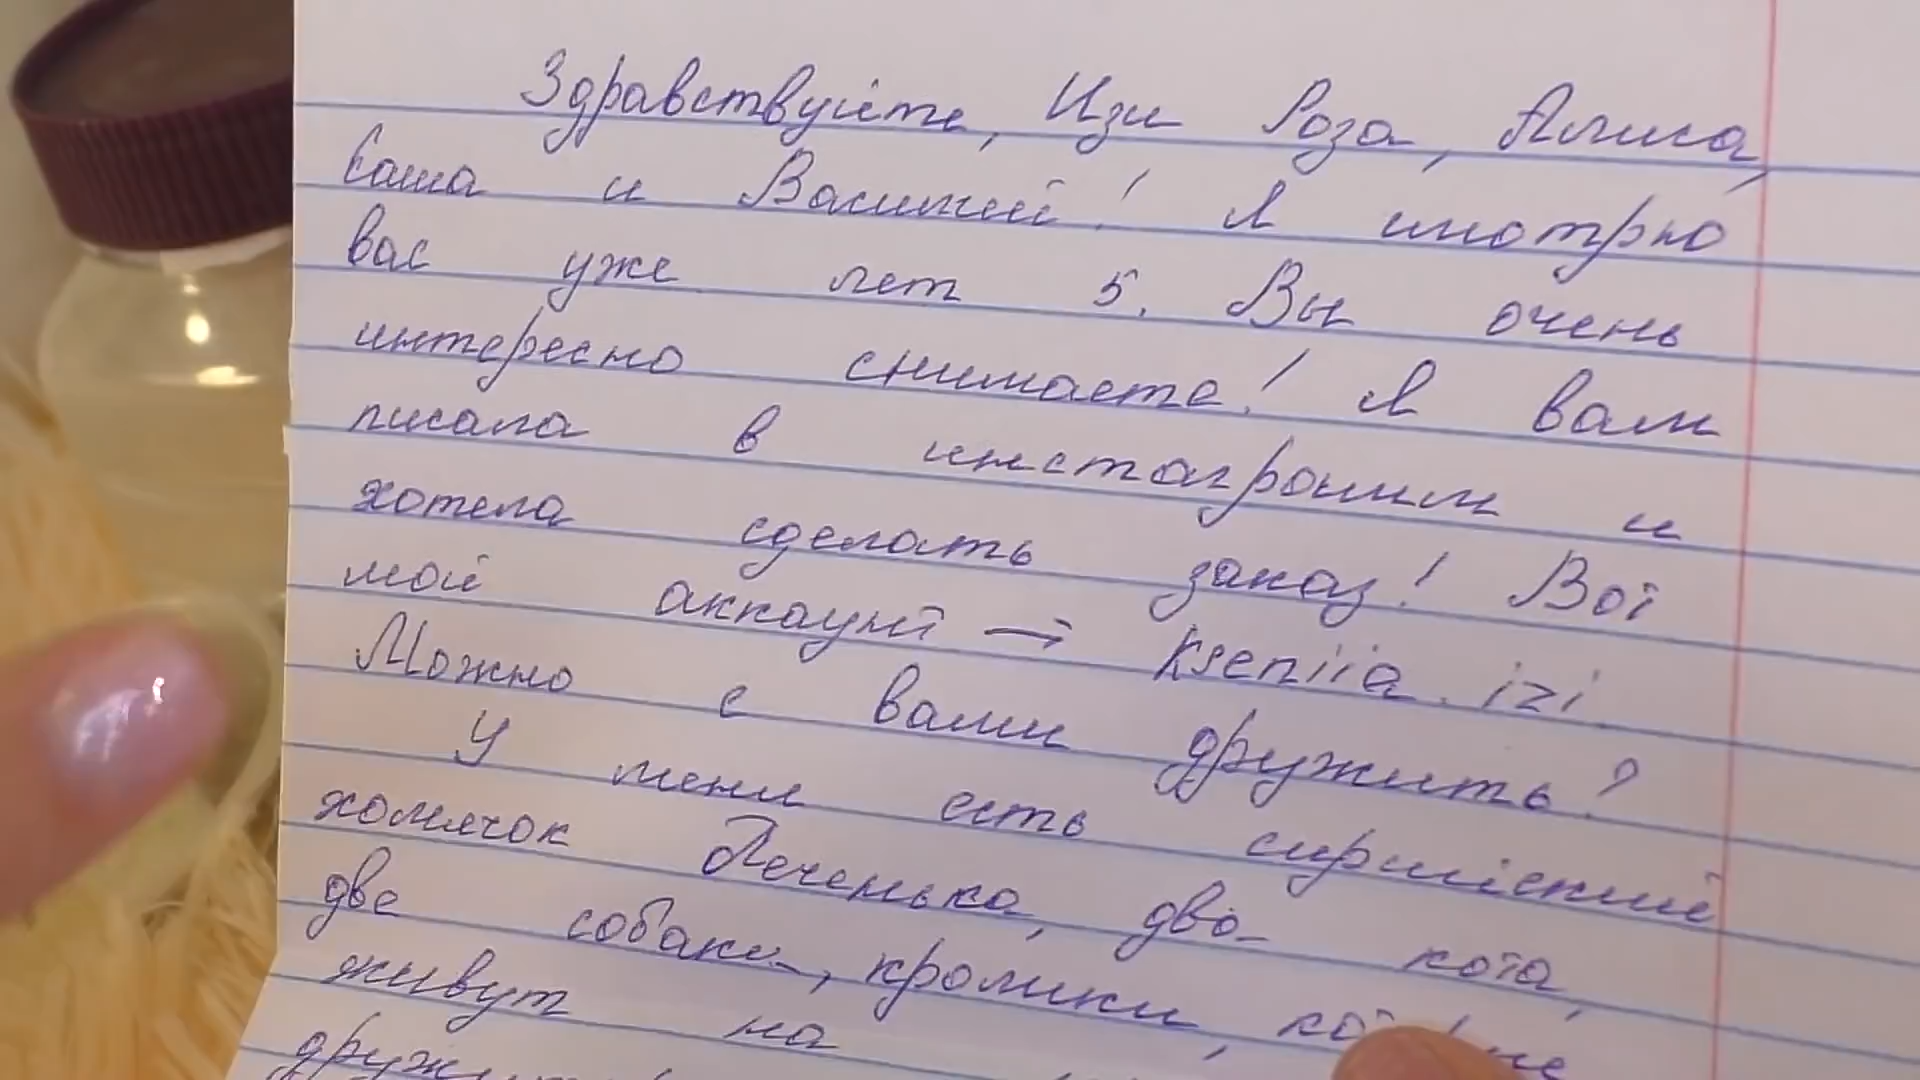 Здравствуйте, Изи Роза, Алиса,
Саша и Василий! Я смотрю
вас уже лет 5. Вы очень
интересно снимаете! Я вам
писала в инстаграмм и
хотела сделать заказ! Вот
мой аккаунт → kseniia.izi.
Можно с вами дружить?
У меня есть сирийский
хомячок Печенька, два кота,
две собаки, кролики,
живут на